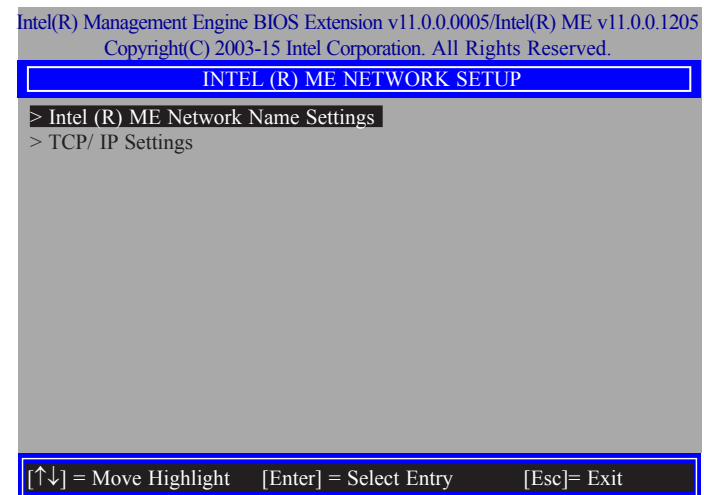 Intel(R) Management Engine BIOS Extension v11.0.0.0005/Intel(R) ME v11.0.0.1205
Copyright(C) 2003-15 Intel Corporation. All Rights Reserved.
INTEL (R) ME NETWORK SETUP
> Intel (R) ME Network Name Settings
> TCP/ IP Settings
[↑↓] = Move Highlight [Enter] = Select Entry [Esc]= Exit